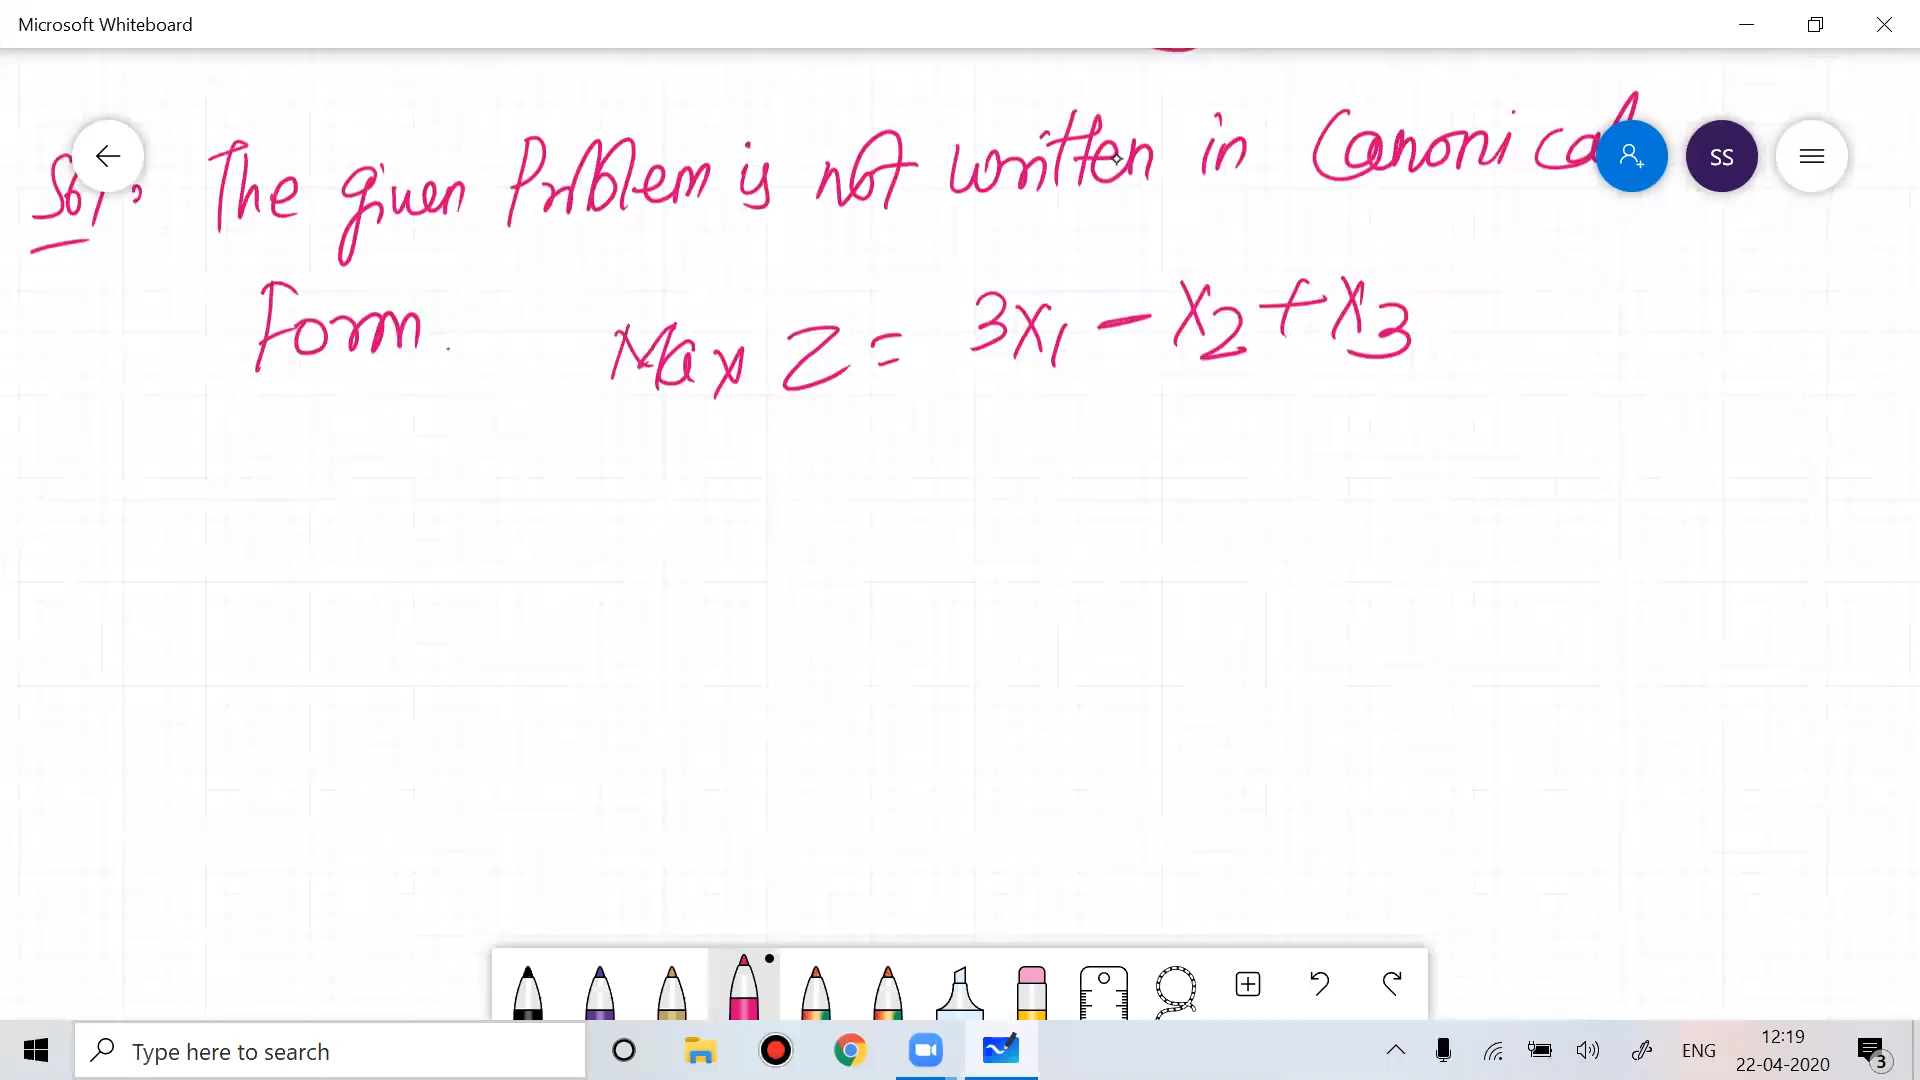 Microsoft Whiteboard
Sol, The given Problem is not written in Canonical
SS
Form. Max Z = 3x₁ - x₂ + x₃
Type here to search
ENG
12:19
22-04-2020
3